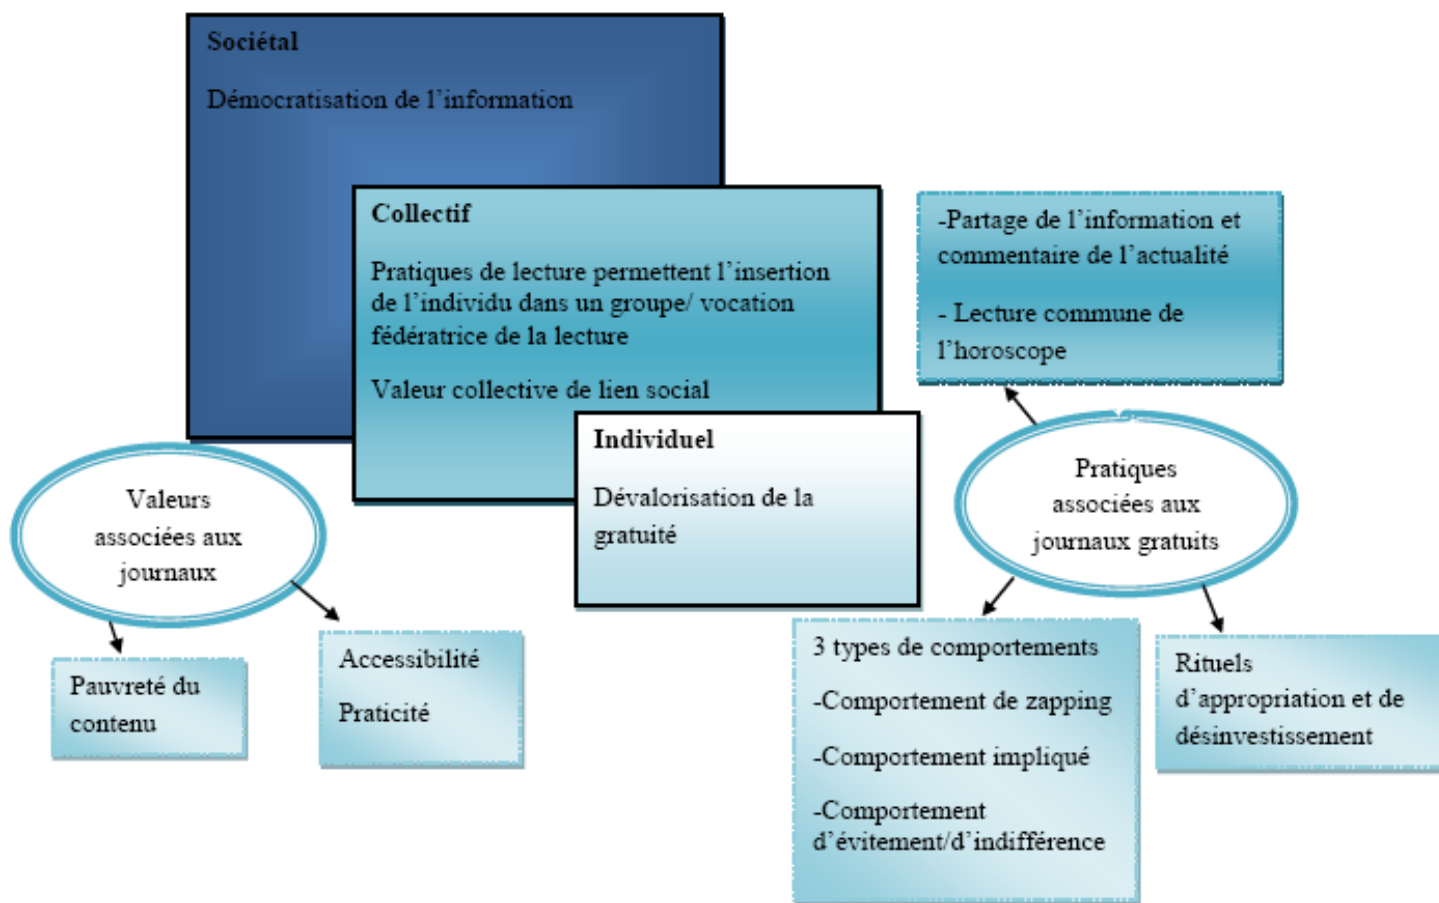 Sociétal
Démocratisation de l’information
Collectif
Pratiques de lecture permettent l’insertion
de l’individu dans un groupe/ vocation
fédératrice de la lecture
Valeur collective de lien social
Individuel
Dévalorisation de la
gratuité
-Partage de l’information et
commentaire de l’actualité
- Lecture commune de
l’horoscope
Valeurs
associées aux
journaux
Pratiques
associées aux
journaux gratuits
Pauvreté du
contenu
Accessibilité
Praticité
3 types de comportements
-Comportement de zapping
-Comportement impliqué
-Comportement
d’évitement/d’indifférence
Rituels
d’appropriation et de
désinvestissement